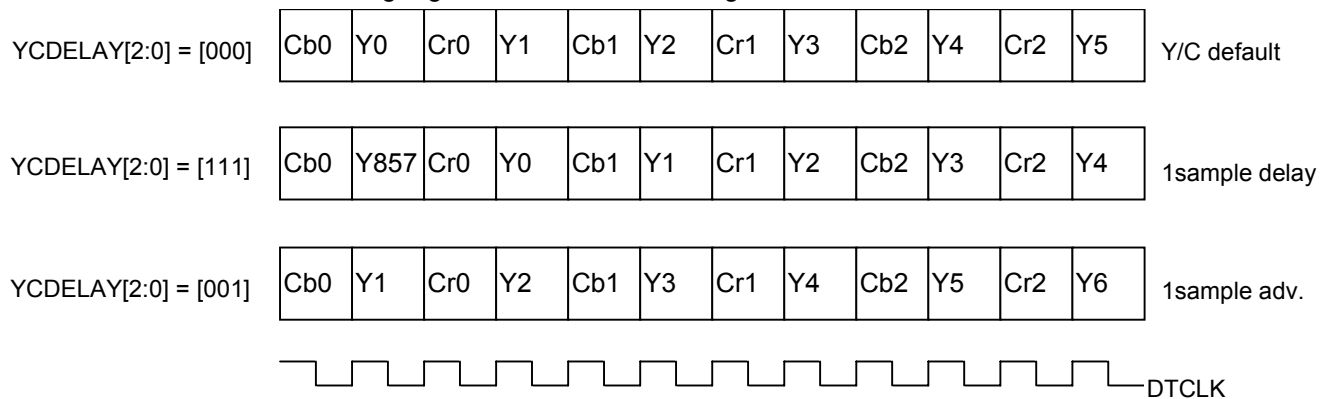 YCDELAY[2:0] = [000] Cb0 Y0 Cr0 Y1 Cb1 Y2 Cr1 Y3 Cb2 Y4 Cr2 Y5 Y/C default
YCDELAY[2:0] = [111] Cb0 Y857 Cr0 Y0 Cb1 Y1 Cr1 Y2 Cb2 Y3 Cr2 Y4 1sample delay
YCDELAY[2:0] = [001] Cb0 Y1 Cr0 Y2 Cb1 Y3 Cr1 Y4 Cb2 Y5 Cr2 Y6 1sample adv.
DTCLK